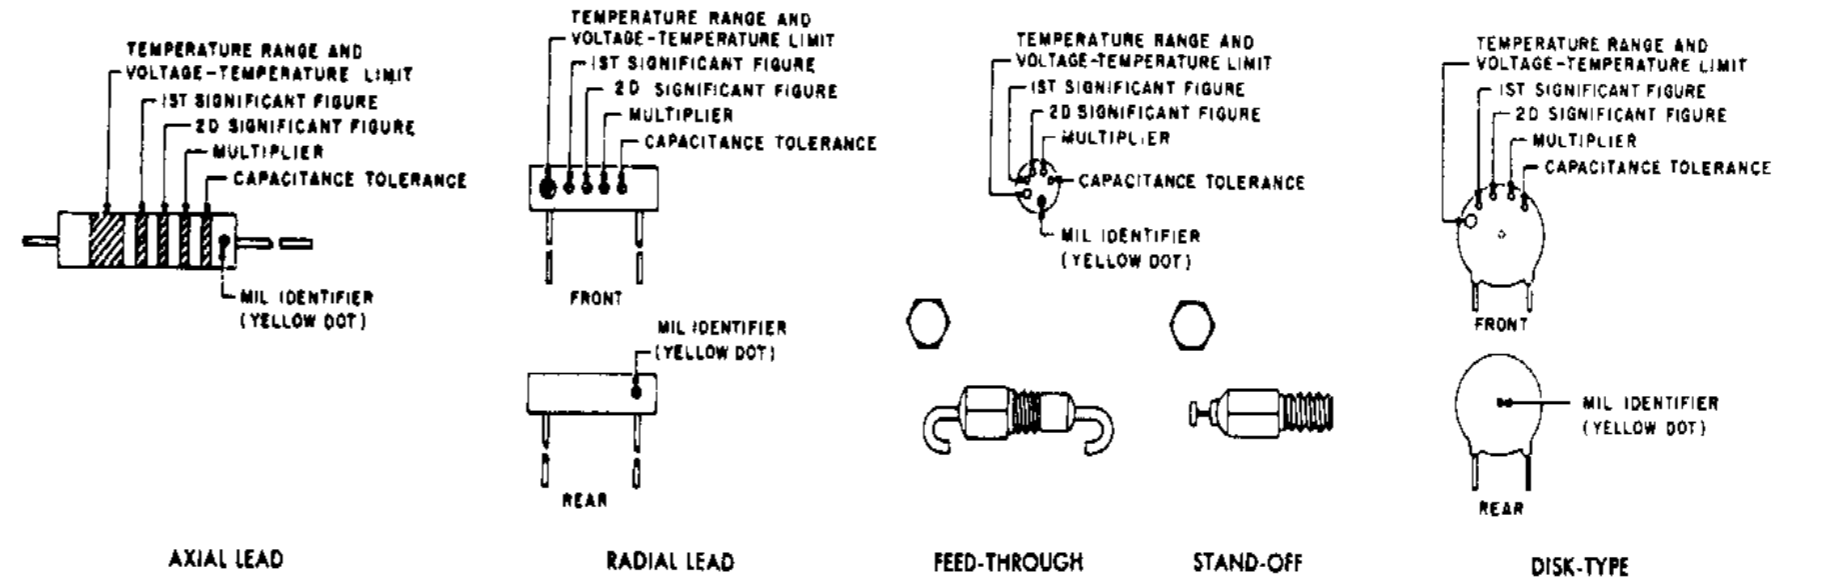 TEMPERATURE RANGE AND
VOLTAGE-TEMPERATURE LIMIT
1ST SIGNIFICANT FIGURE
2D SIGNIFICANT FIGURE
MULTIPLIER
CAPACITANCE TOLERANCE
MIL IDENTIFIER
(YELLOW DOT)
AXIAL LEAD
TEMPERATURE RANGE AND
VOLTAGE-TEMPERATURE LIMIT
1ST SIGNIFICANT FIGURE
2D SIGNIFICANT FIGURE
MULTIPLIER
CAPACITANCE TOLERANCE
FRONT
MIL IDENTIFIER
(YELLOW DOT)
REAR
RADIAL LEAD
TEMPERATURE RANGE AND
VOLTAGE-TEMPERATURE LIMIT
1ST SIGNIFICANT FIGURE
2D SIGNIFICANT FIGURE
MULTIPLIER
CAPACITANCE TOLERANCE
MIL IDENTIFIER
(YELLOW DOT)
FEED-THROUGH
STAND-OFF
TEMPERATURE RANGE AND
VOLTAGE-TEMPERATURE LIMIT
1ST SIGNIFICANT FIGURE
2D SIGNIFICANT FIGURE
MULTIPLIER
CAPACITANCE TOLERANCE
FRONT
MIL IDENTIFIER
(YELLOW DOT)
REAR
DISK-TYPE